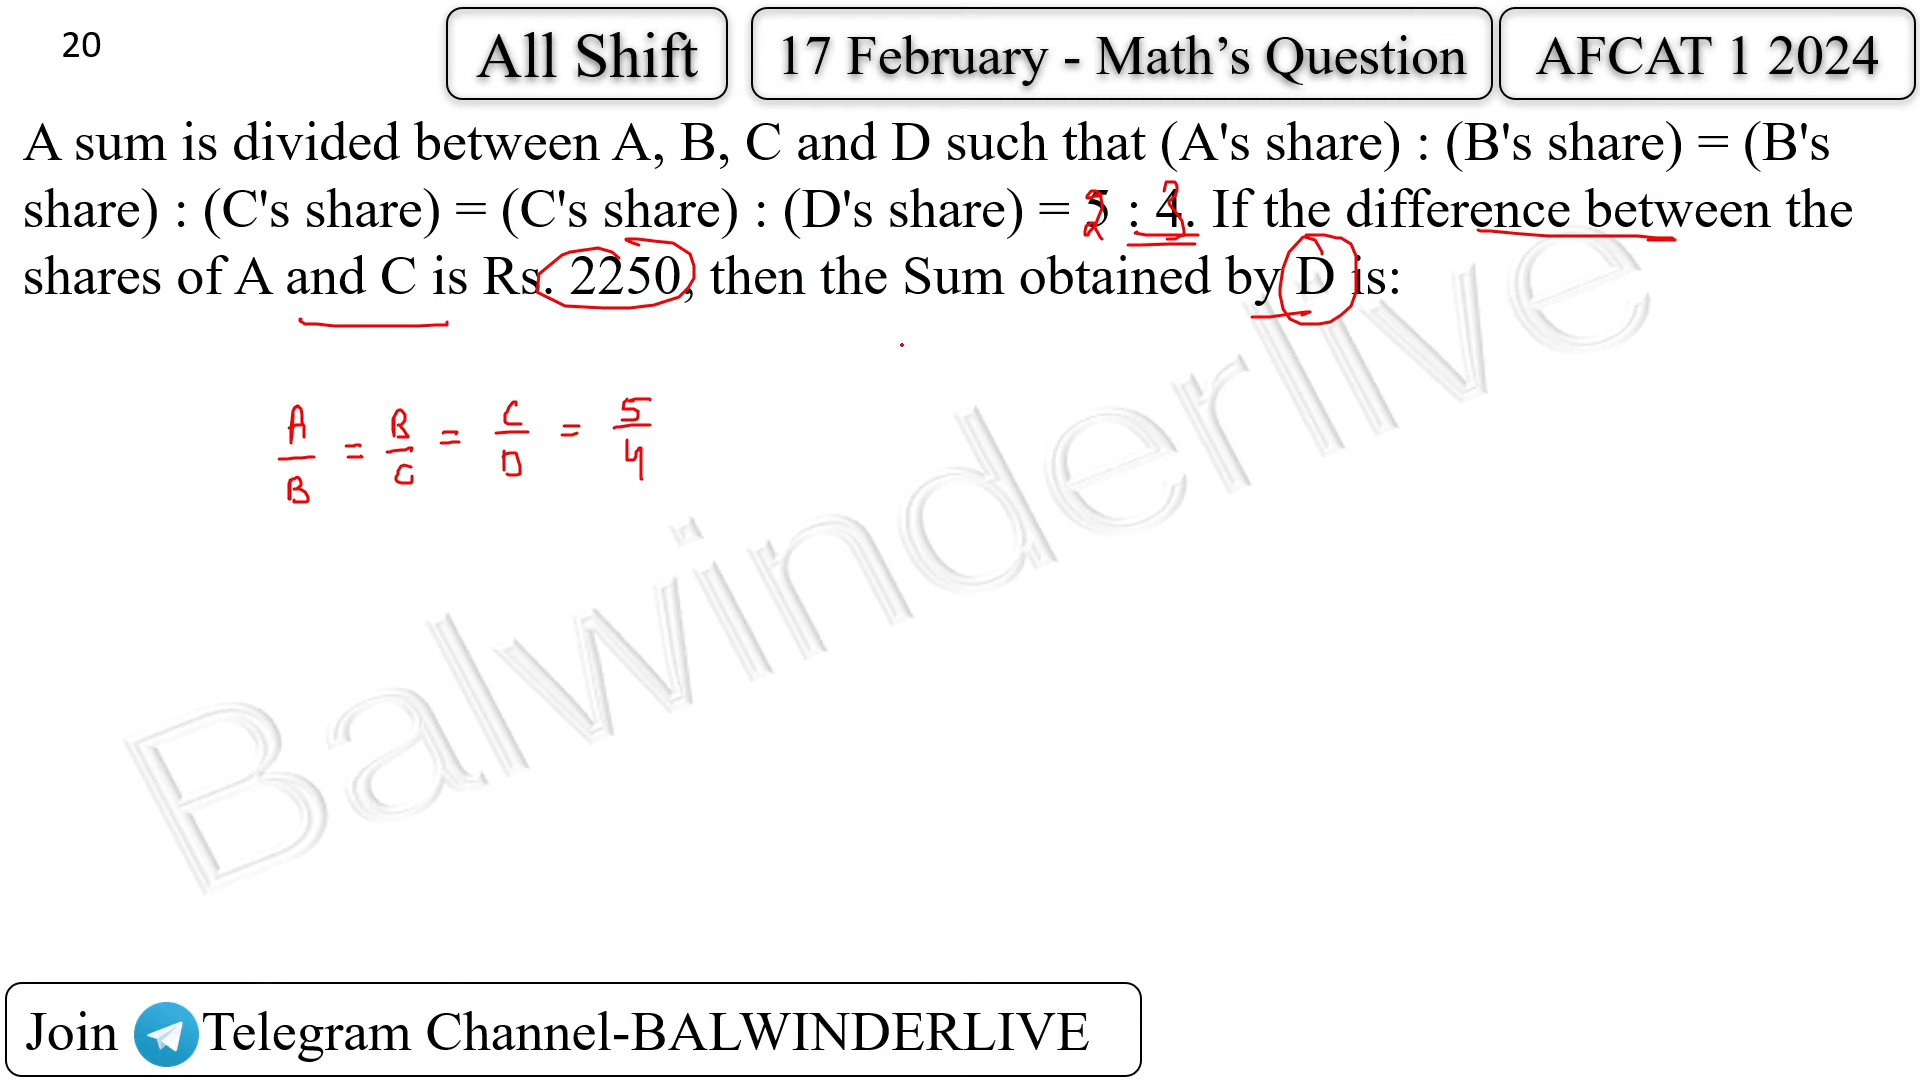 20
All Shift
17 February - Math’s Question
AFCAT 1 2024
A sum is divided between A, B, C and D such that (A's share) : (B's share) = (B's
share) : (C's share) = (C's share) : (D's share) = 5 : 4. If the difference between the
shares of A and C is Rs. 2250, then the Sum obtained by D is:
A/B = B/C = C/D = 5/4
Balwinderlive
Join Telegram Channel-BALWINDERLIVE